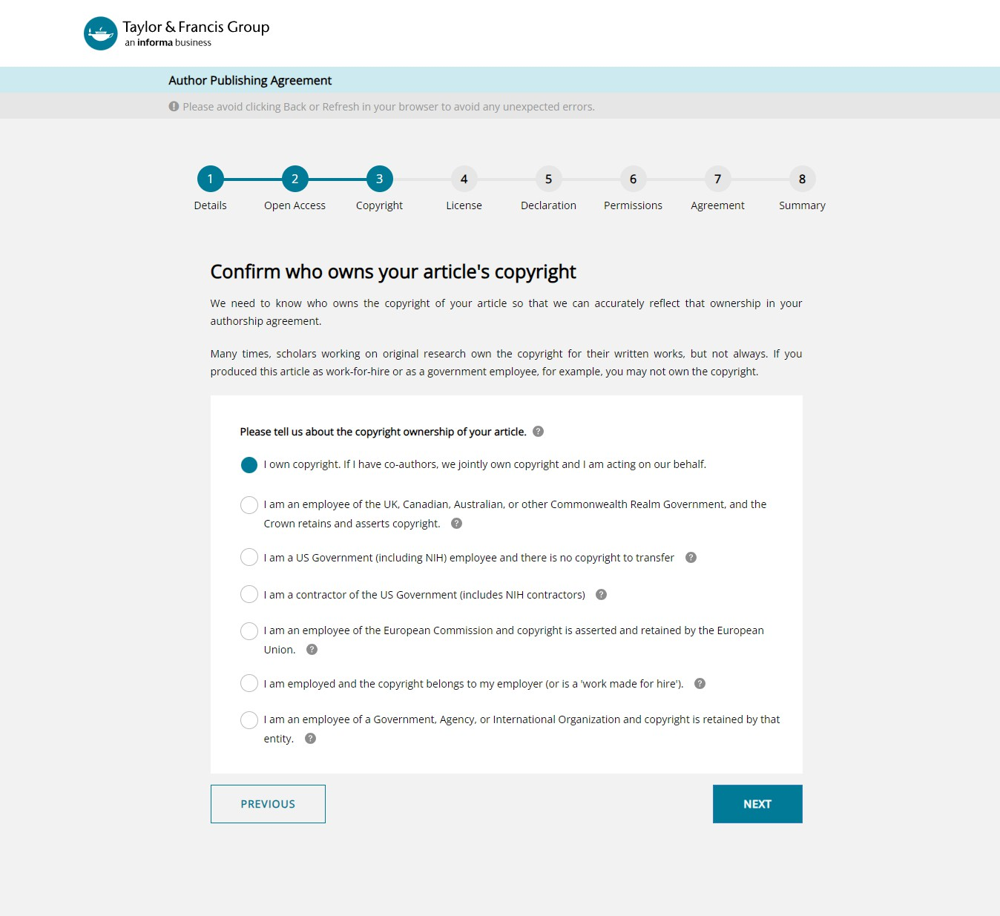 Taylor & Francis Group
an informa business
Author Publishing Agreement
! Please avoid clicking Back or Refresh in your browser to avoid any unexpected errors.
1 2 3 4 5 6 7 8
Details Open Access Copyright License Declaration Permissions Agreement Summary
Confirm who owns your article's copyright
We need to know who owns the copyright of your article so that we can accurately reflect that ownership in your
authorship agreement.
Many times, scholars working on original research own the copyright for their written works, but not always. If you
produced this article as work-for-hire or as a government employee, for example, you may not own the copyright.
Please tell us about the copyright ownership of your article. ?
I own copyright. If I have co-authors, we jointly own copyright and I am acting on our behalf.
I am an employee of the UK, Canadian, Australian, or other Commonwealth Realm Government, and the
Crown retains and asserts copyright. ?
I am a US Government (including NIH) employee and there is no copyright to transfer ?
I am a contractor of the US Government (includes NIH contractors) ?
I am an employee of the European Commission and copyright is asserted and retained by the European
Union. ?
I am employed and the copyright belongs to my employer (or is a 'work made for hire'). ?
I am an employee of a Government, Agency, or International Organization and copyright is retained by that
entity. ?
PREVIOUS NEXT